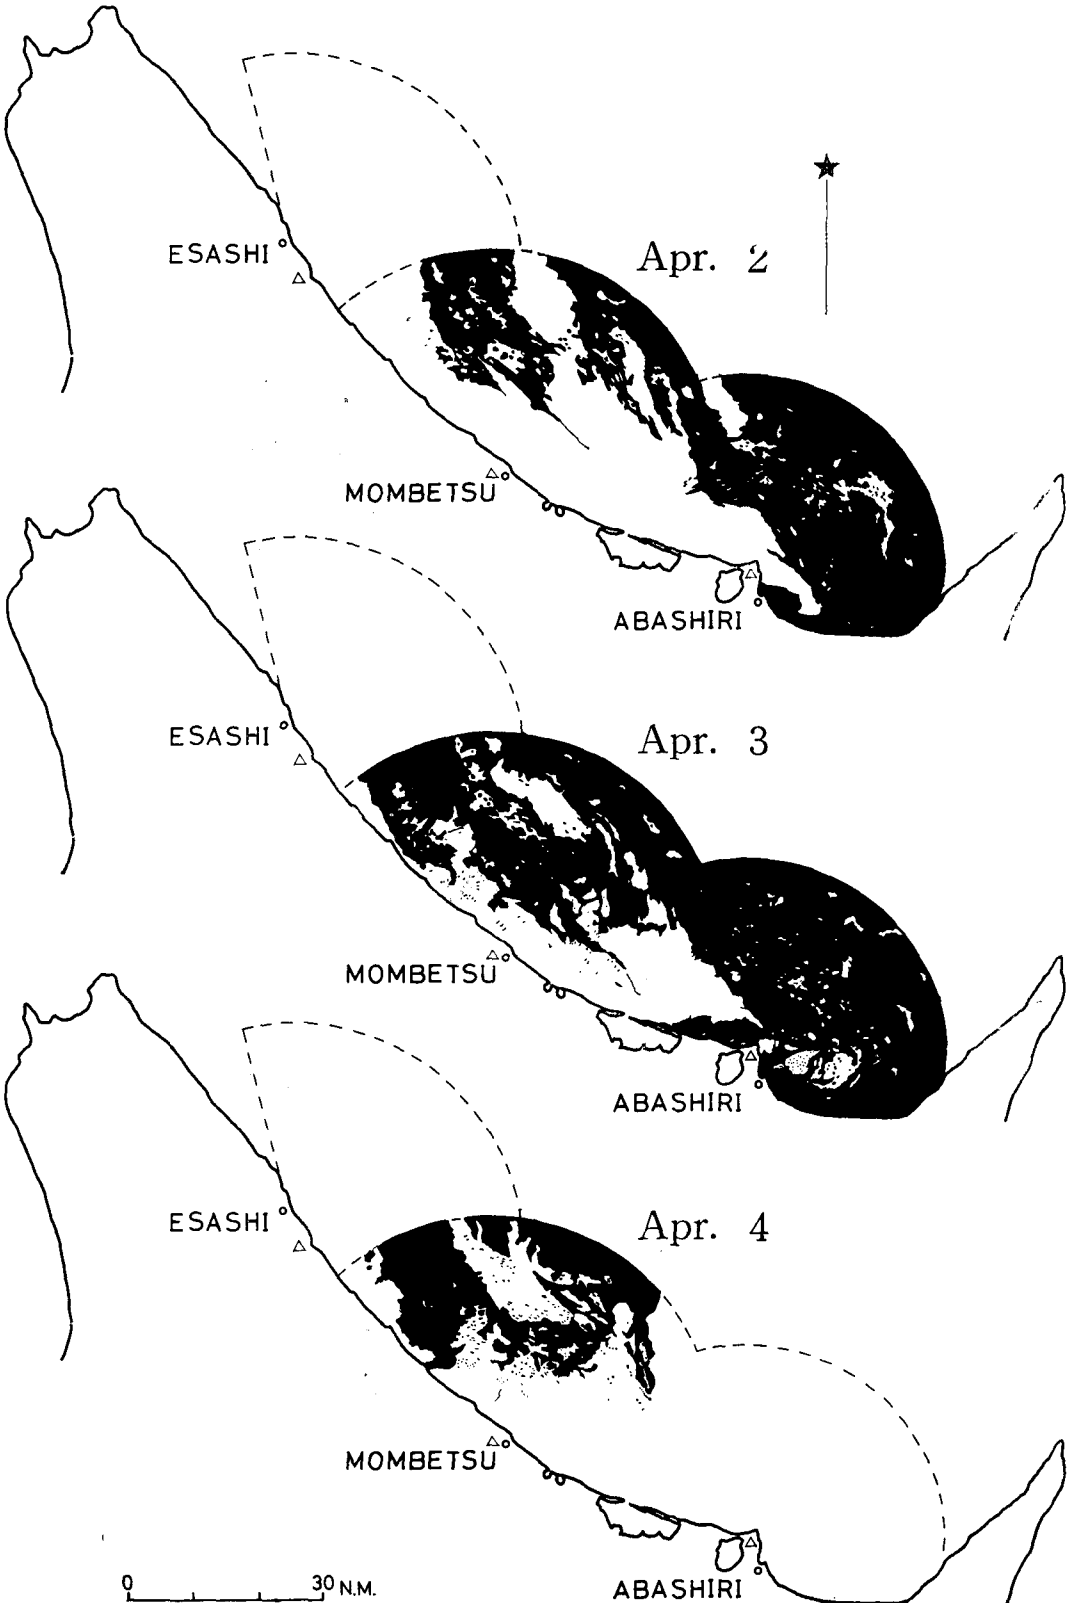 ESASHI
Apr. 2
MOMBETSU
ABASHIRI
ESASHI
Apr. 3
MOMBETSU
ABASHIRI
ESASHI
Apr. 4
MOMBETSU
ABASHIRI
0 30 N.M.